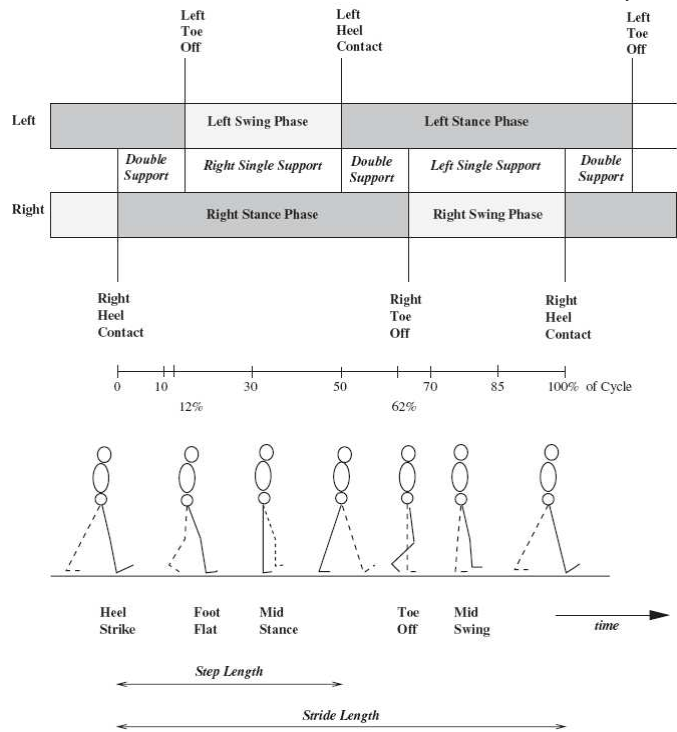 Left Left Left
Toe Heel Toe
Off Contact Off
Left Left Swing Phase Left Stance Phase
Double Right Single Support Double Left Single Support Double
Support Support Support
Right Right Stance Phase Right Swing Phase
Right Right Right
Heel Toe Heel
Contact Off Contact
0 10 30 50 70 85 100% of Cycle
12% 62%
Heel Foot Mid Toe Mid
Strike Flat Stance Off Swing
time
Step Length
Stride Length